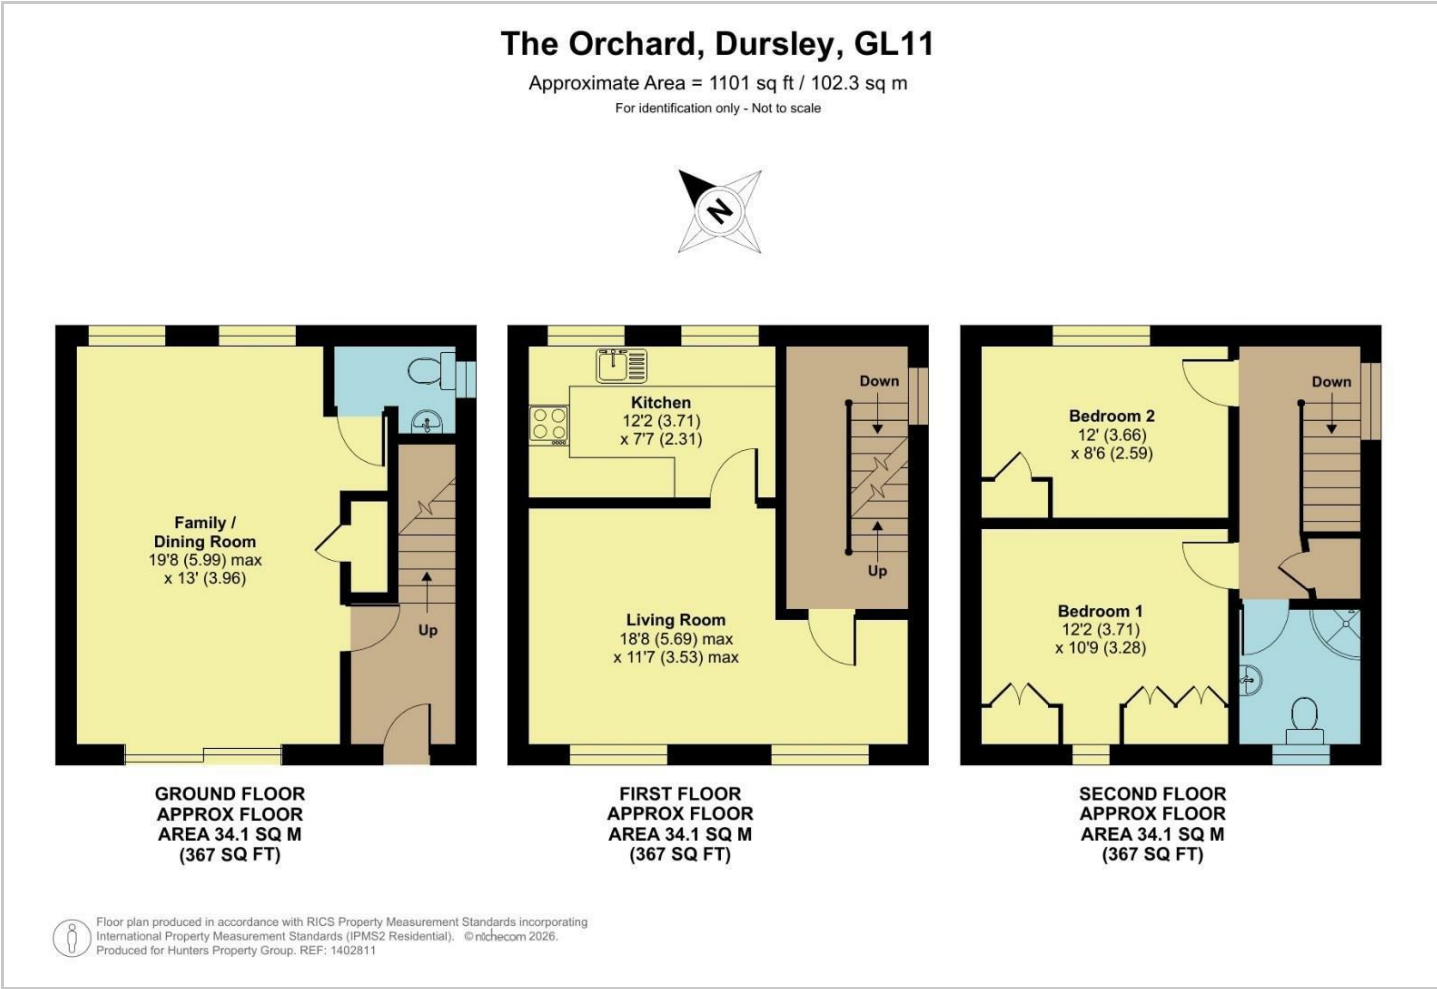 The Orchard, Dursley, GL11
Approximate Area = 1101 sq ft / 102.3 sq m
For identification only - Not to scale
N
Family /
Dining Room
19'8 (5.99) max
x 13' (3.96)
Up
Kitchen
12'2 (3.71)
x 7'7 (2.31)
Down
Up
Living Room
18'8 (5.69) max
x 11'7 (3.53) max
Bedroom 2
12' (3.66)
x 8'6 (2.59)
Down
Bedroom 1
12'2 (3.71)
x 10'9 (3.28)
GROUND FLOOR
APPROX FLOOR
AREA 34.1 SQ M
(367 SQ FT)
FIRST FLOOR
APPROX FLOOR
AREA 34.1 SQ M
(367 SQ FT)
SECOND FLOOR
APPROX FLOOR
AREA 34.1 SQ M
(367 SQ FT)
Floor plan produced in accordance with RICS Property Measurement Standards incorporating
International Property Measurement Standards (IPMS2 Residential). © nichecom 2026.
Produced for Hunters Property Group. REF: 1402811